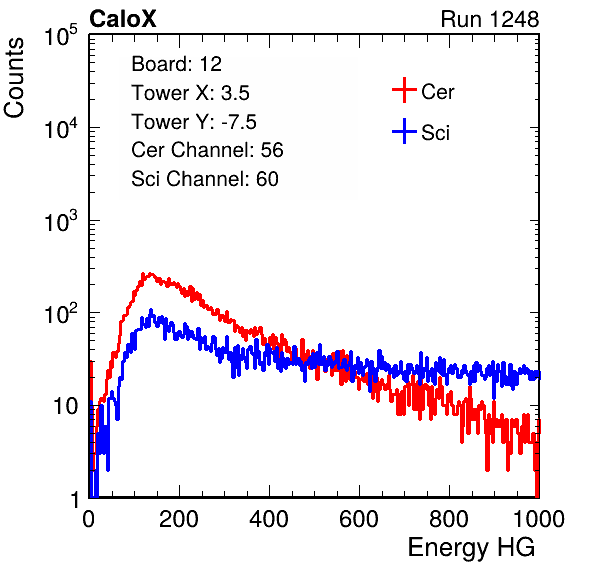 CaloX
Run 1248
Counts
10^5
10^4
10^3
10^2
10
1
Board: 12
Tower X: 3.5
Tower Y: -7.5
Cer Channel: 56
Sci Channel: 60
Cer
Sci
0 200 400 600 800 1000
Energy HG